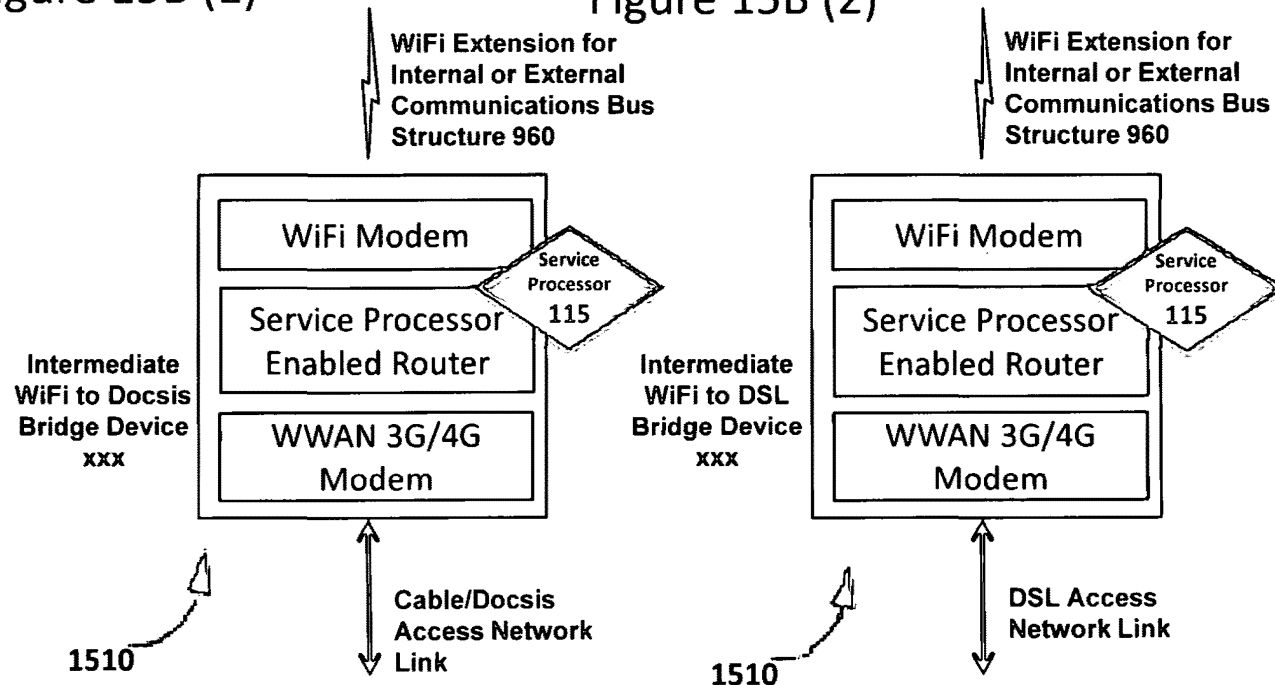 Figure 15B (2)
WiFi Extension for
Internal or External
Communications Bus
Structure 960
WiFi Modem
Service
Processor
115
Service Processor
Enabled Router
WWAN 3G/4G
Modem
Intermediate
WiFi to Docsis
Bridge Device
xxx
1510
Cable/Docsis
Access Network
Link
WiFi Extension for
Internal or External
Communications Bus
Structure 960
WiFi Modem
Service
Processor
115
Service Processor
Enabled Router
WWAN 3G/4G
Modem
Intermediate
WiFi to DSL
Bridge Device
xxx
1510
DSL Access
Network Link